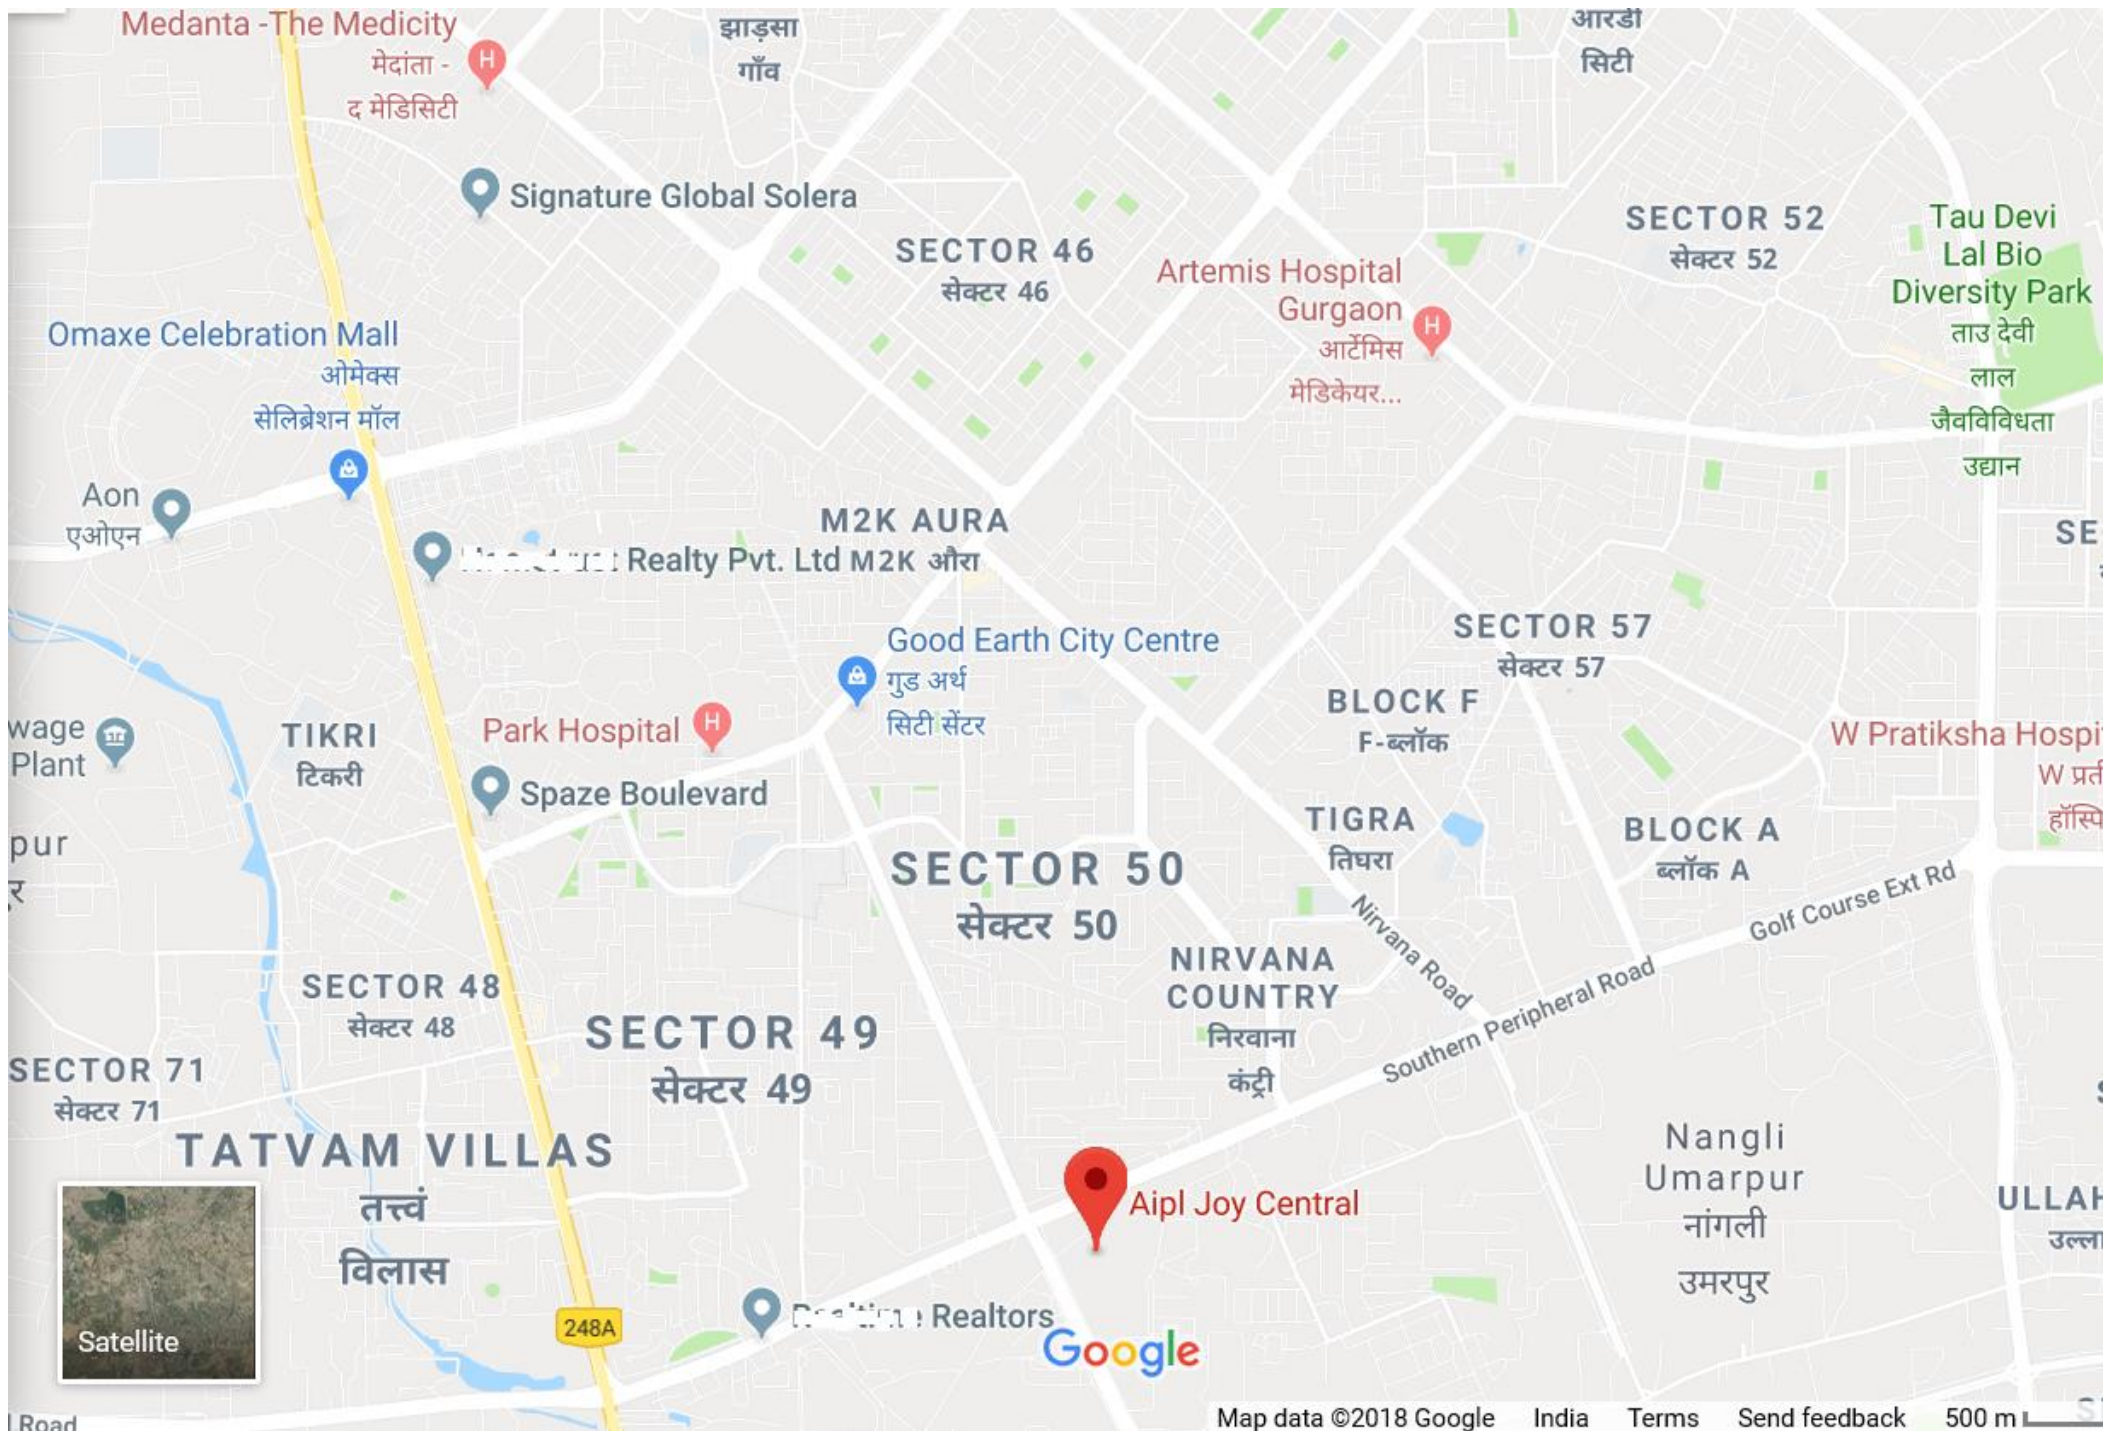 Medanta -The Medicity
मेदांता -
द मेडिसिटी
झाड़सा
गाँव
आरडी
सिटी
Signature Global Solera
SECTOR 46
सेक्टर 46
SECTOR 52
सेक्टर 52
Tau Devi
Lal Bio
Diversity Park
ताउ देवी
लाल
जैवविविधता
उद्यान
Artemis Hospital
Gurgaon
आर्टेमिस
मेडिकेयर...
Omaxe Celebration Mall
ओमेक्स
सेलिब्रेशन मॉल
Aon
एओएन
M2K AURA
M2K औरा
Realty Pvt. Ltd
SE
Good Earth City Centre
गुड अर्थ
सिटी सेंटर
SECTOR 57
सेक्टर 57
BLOCK F
F-ब्लॉक
wage
Plant
TIKRI
टिकरी
Park Hospital
Spaze Boulevard
W Pratiksha Hospi
W प्रती
हॉस्पि
pur
र
TIGRA
तिघरा
BLOCK A
ब्लॉक A
SECTOR 50
सेक्टर 50
Golf Course Ext Rd
Nirvana Road
Southern Peripheral Road
NIRVANA
COUNTRY
निरवाना
कंट्री
SECTOR 48
सेक्टर 48
SECTOR 49
सेक्टर 49
SECTOR 71
सेक्टर 71
TATVAM VILLAS
तत्त्वं
विलास
Nangli
Umarpur
नांगली
उमरपुर
ULLAH
उल्ला
Aipl Joy Central
Realtors
248A
Satellite
Google
Road
Map data ©2018 Google India Terms Send feedback 500 m